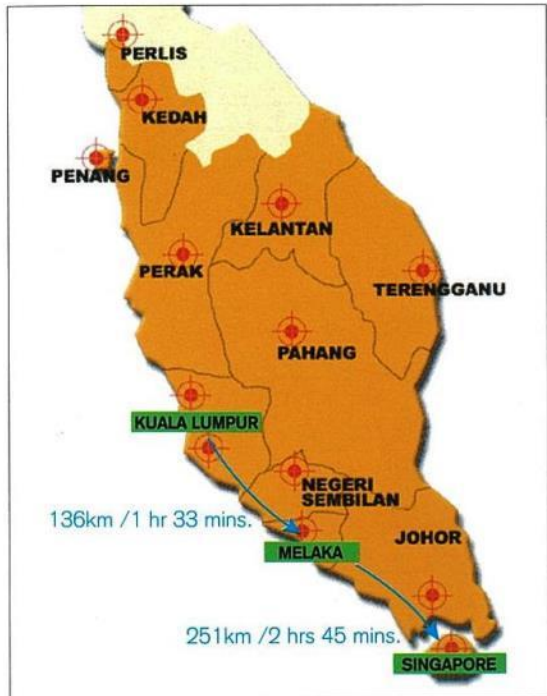 PERLIS
KEDAH
PENANG
KELANTAN
PERAK
TERENGGANU
PAHANG
KUALA LUMPUR
NEGERI
SEMBILAN
136km /1 hr 33 mins.
JOHOR
MELAKA
251km /2 hrs 45 mins.
SINGAPORE